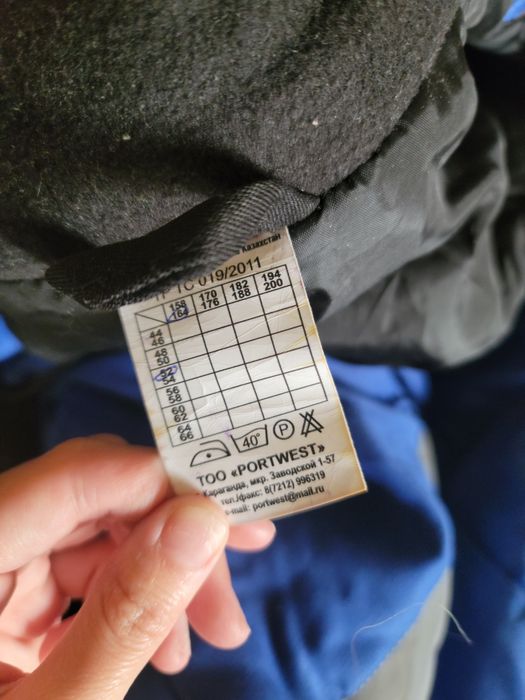 Казахстан
ТР ТС 019/2011
158 170 182 194
164 176 188 200
44
46
48
50
52
54
56
58
60
62
64
66
40° P
ТОО «PORTWEST»
Караганда, мкр. Заводской 1-57
тел./факс: 8(7212) 996319
e-mail: portwest@mail.ru